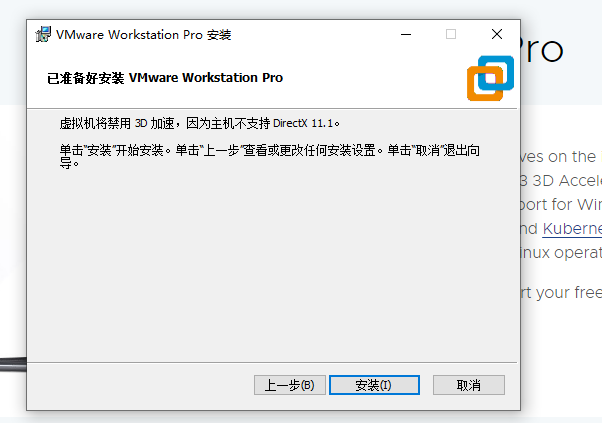 VMware Workstation Pro 安装
Pro
已准备好安装 VMware Workstation Pro
虚拟机将禁用 3D 加速，因为主机不支持 DirectX 11.1。
单击“安装”开始安装。单击“上一步”查看或更改任何安装设置。单击“取消”退出向
导。
ves on the
3 3D Accele
port for Win
nd Kuberne
inux operat
rt your free
上一步(B)
安装(I)
取消